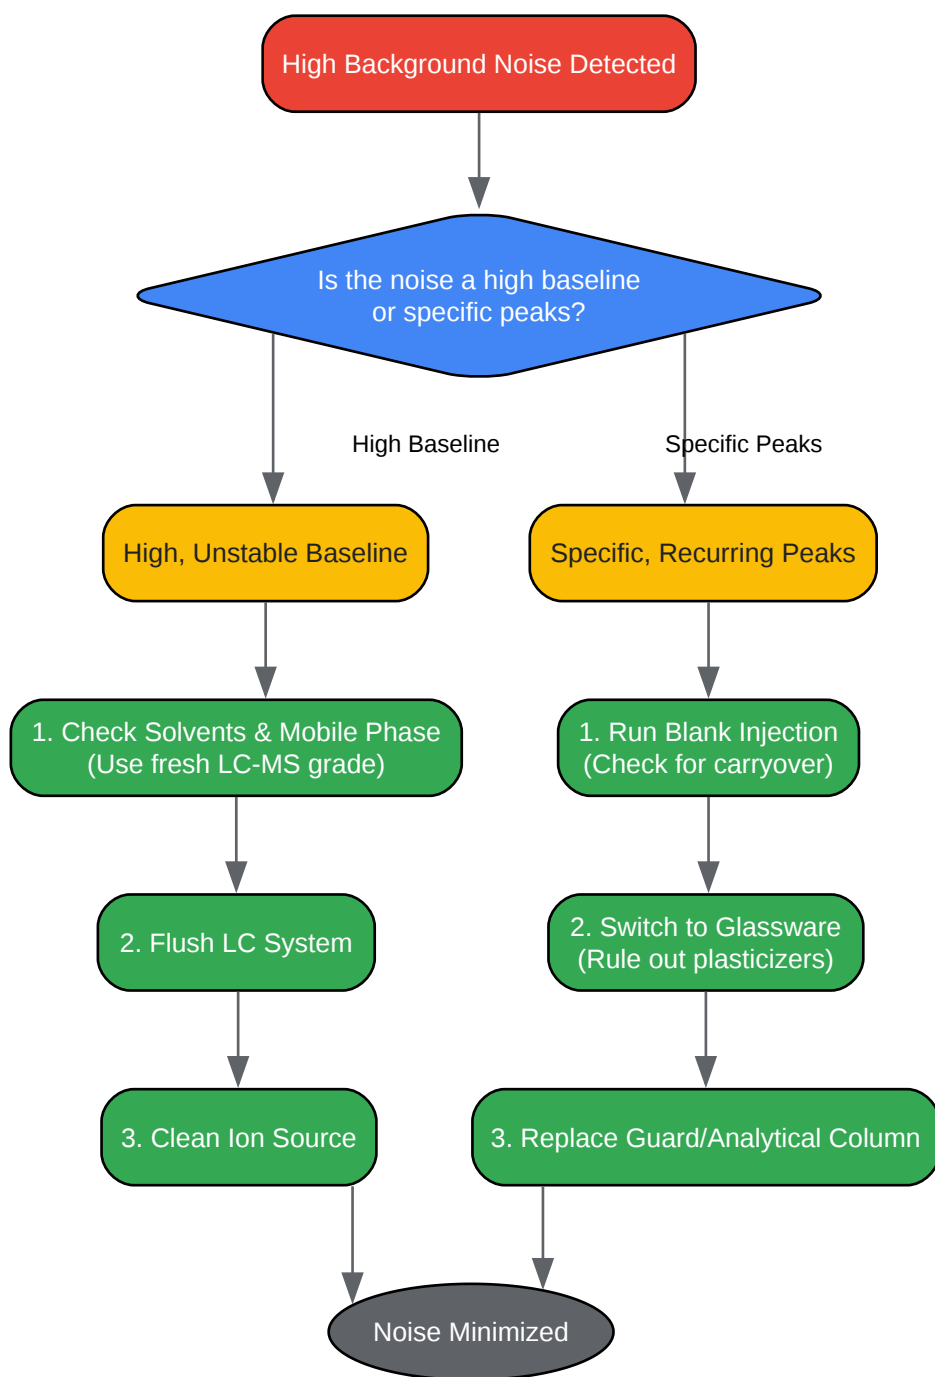 High Background Noise Detected
Is the noise a high baseline
or specific peaks?
High Baseline
Specific Peaks
High, Unstable Baseline
Specific, Recurring Peaks
1. Check Solvents & Mobile Phase
(Use fresh LC-MS grade)
1. Run Blank Injection
(Check for carryover)
2. Flush LC System
2. Switch to Glassware
(Rule out plasticizers)
3. Clean Ion Source
3. Replace Guard/Analytical Column
Noise Minimized